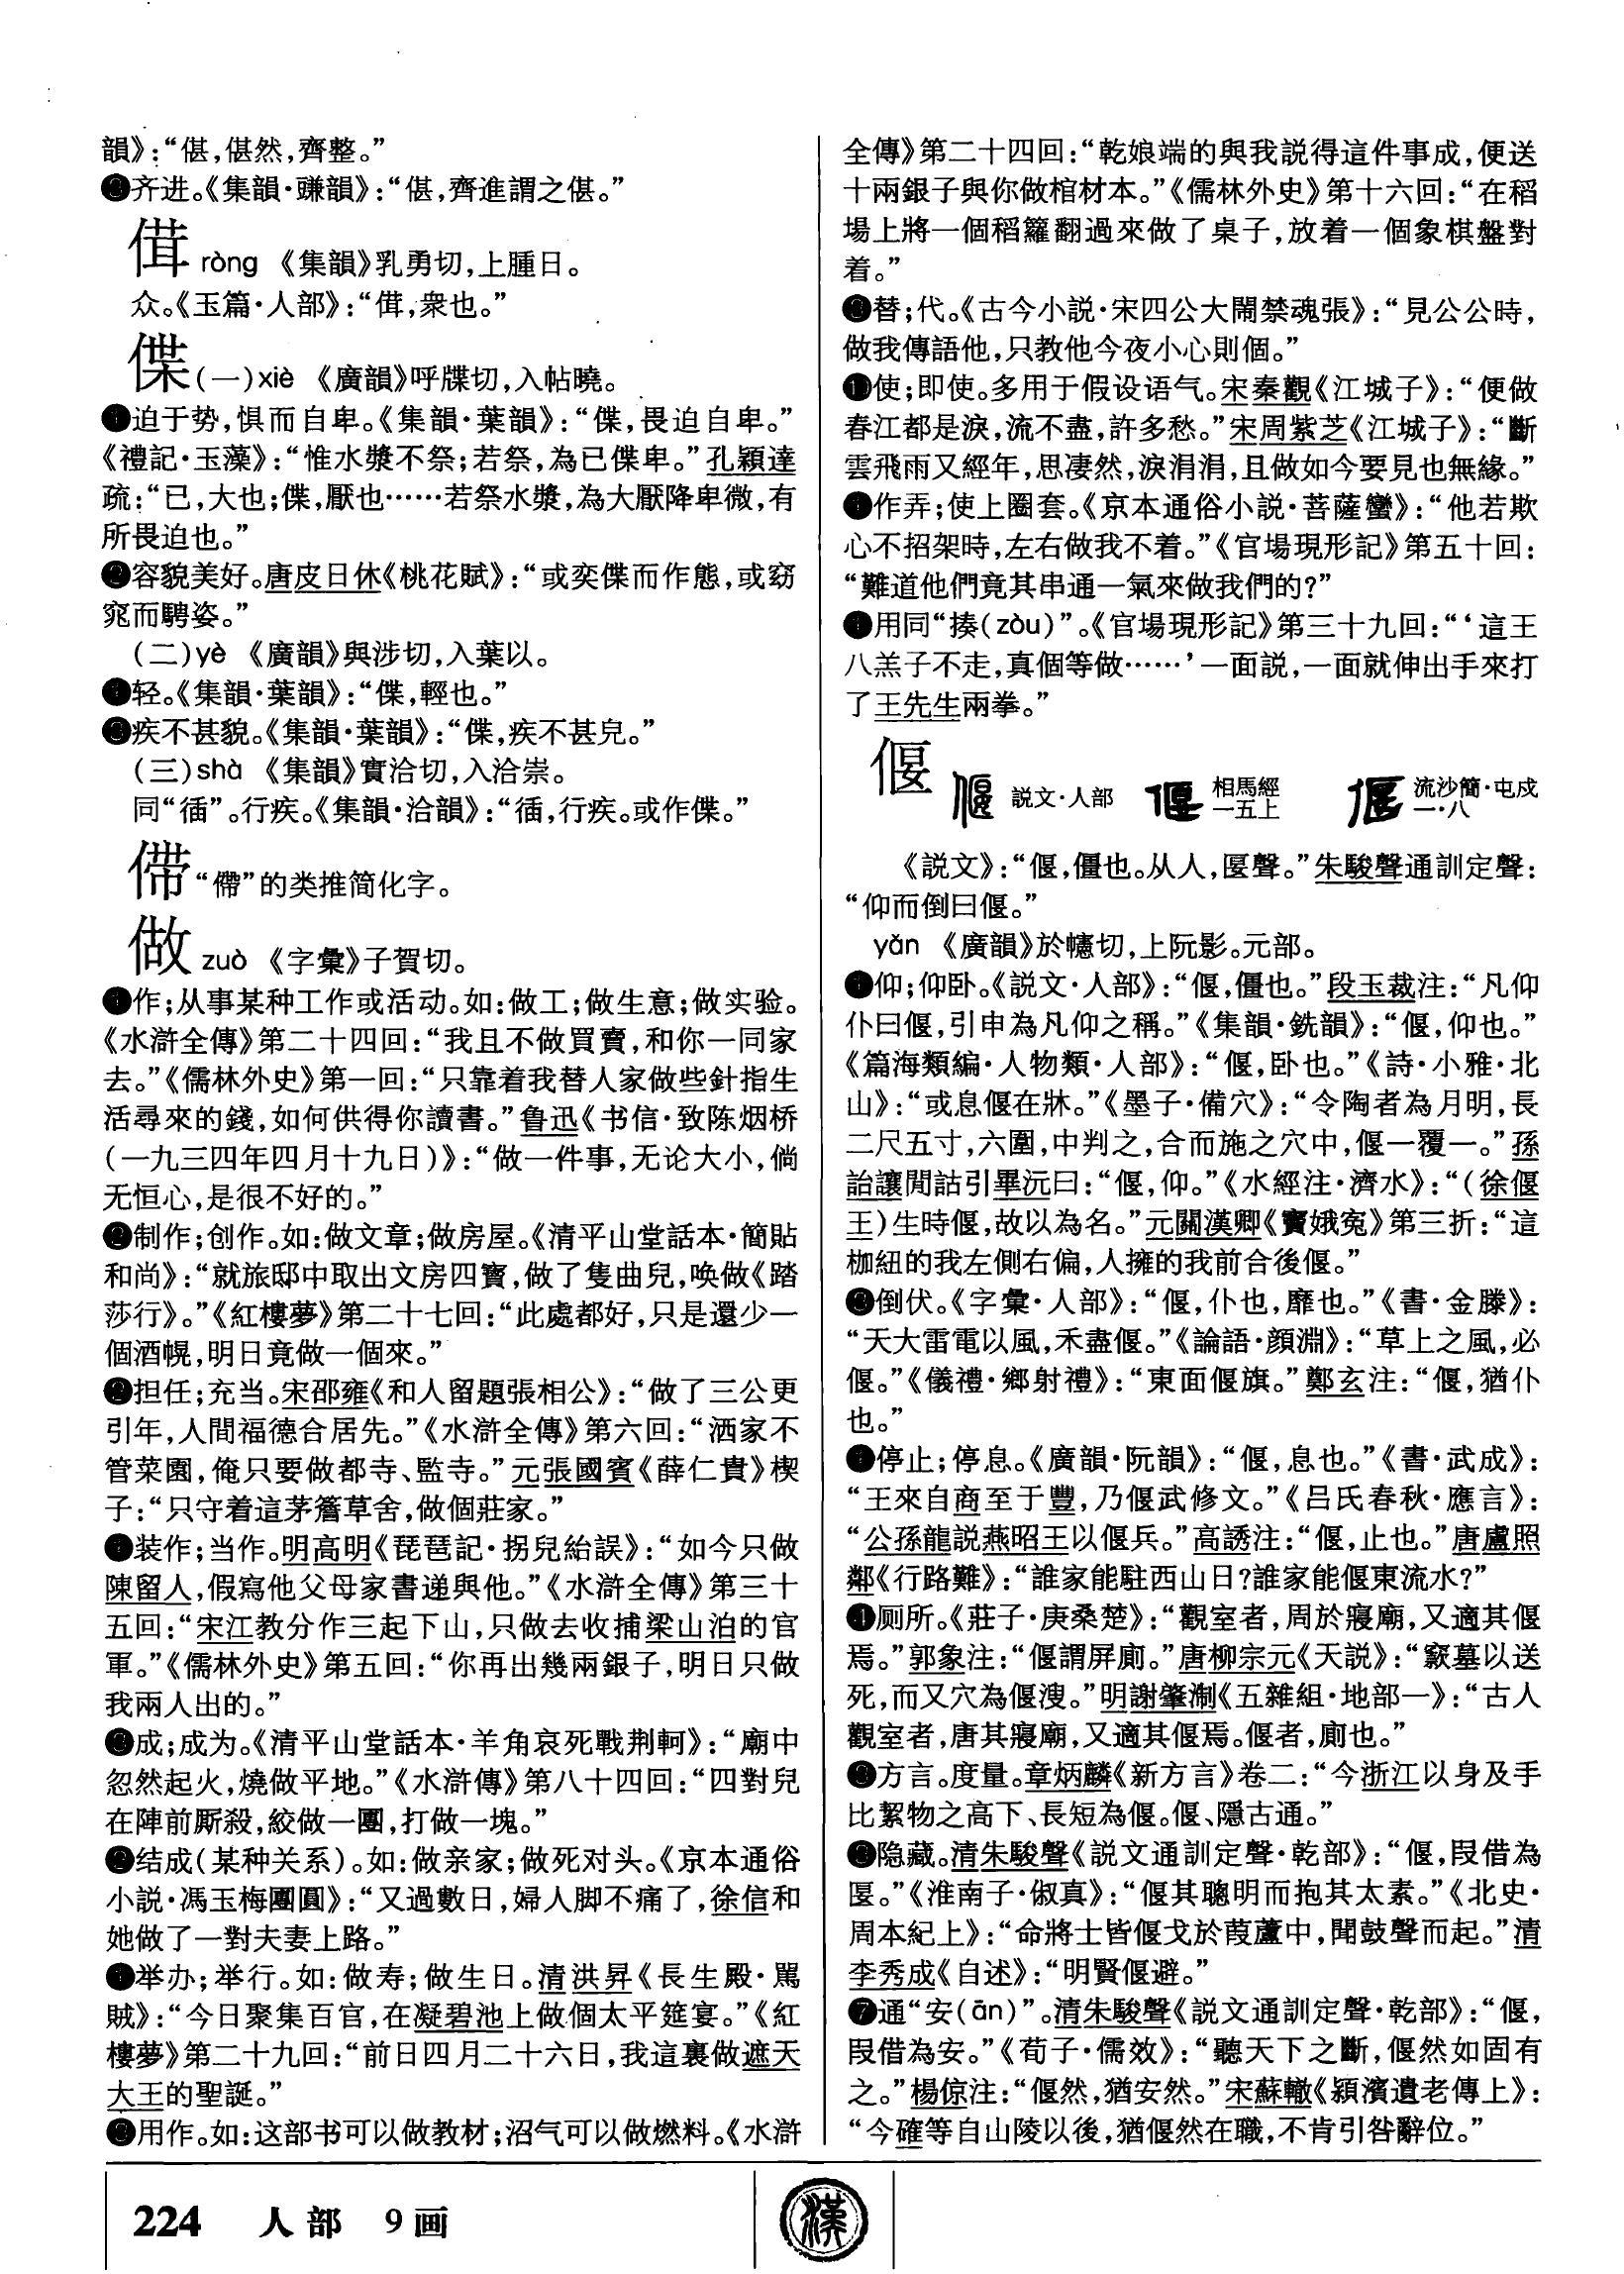 韻》：“偡，偡然，齊整。”
❸齐进。《集韻·豏韻》：“偡，齊進謂之偡。”
傇 ròng 《集韻》乳勇切，上腫日。
众。《玉篇·人部》：“傇，衆也。”
偞 (一)xiè 《廣韻》呼牒切，入帖曉。
❶迫于势，惧而自卑。《集韻·葉韻》：“偞，畏迫自卑。”
《禮記·玉藻》：“惟水漿不祭；若祭，為已偞卑。”孔穎達
疏：“已，大也；偞，厭也……若祭水漿，為大厭降卑微，有
所畏迫也。”
❷容貌美好。唐皮日休《桃花賦》：“或奕偞而作態，或窈
窕而騁姿。”
(二)yè 《廣韻》與涉切，入葉以。
❶轻。《集韻·葉韻》：“偞，輕也。”
❷疾不甚貌。《集韻·葉韻》：“偞，疾不甚皃。”
(三)shà 《集韻》實洽切，入洽崇。
同“㣉”。行疾。《集韻·洽韻》：“㣉，行疾。或作偞。”
“僀”的类推简化字。
做 zuò 《字彙》子賀切。
❶作；从事某种工作或活动。如：做工；做生意；做实验。
《水滸全傳》第二十四回：“我且不做買賣，和你一同家
去。”《儒林外史》第一回：“只靠着我替人家做些針指生
活尋來的錢，如何供得你讀書。”鲁迅《书信·致陈烟桥
(一九三四年四月十九日)》：“做一件事，无论大小，倘
无恒心，是很不好的。”
❷制作；创作。如：做文章；做房屋。《清平山堂話本·簡貼
和尚》：“就旅邸中取出文房四寳，做了隻曲兒，唤做《踏
莎行》。”《紅樓夢》第二十七回：“此處都好，只是還少一
個酒幌，明日竟做一個來。”
❸担任；充当。宋邵雍《和人留題張相公》：“做了三公更
引年，人間福德合居先。”《水滸全傳》第六回：“洒家不
管菜園，俺只要做都寺、監寺。”元張國賓《薛仁貴》楔
子：“只守着這茅簷草舍，做個莊家。”
❹装作；当作。明高明《琵琶記·拐兒紿誤》：“如今只做
陳留人，假寫他父母家書递與他。”《水滸全傳》第三十
五回：“宋江教分作三起下山，只做去收捕梁山泊的官
軍。”《儒林外史》第五回：“你再出幾兩銀子，明日只做
我兩人出的。”
❺成；成为。《清平山堂話本·羊角哀死戰荆軻》：“廟中
忽然起火，燒做平地。”《水滸傳》第八十四回：“四對兒
在陣前厮殺，絞做一團，打做一塊。”
❻结成(某种关系)。如：做亲家；做死对头。《京本通俗
小説·馮玉梅團圓》：“又過數日，婦人脚不痛了，徐信和
她做了一對夫妻上路。”
❼举办；举行。如：做寿；做生日。清洪昇《長生殿·駡
賊》：“今日聚集百官，在凝碧池上做個太平筵宴。”《紅
樓夢》第二十九回：“前日四月二十六日，我這裏做遮天
大王的聖誕。”
❽用作。如：这部书可以做教材；沼气可以做燃料。《水滸
全傳》第二十四回：“乾娘端的與我説得這件事成，便送
十兩銀子與你做棺材本。”《儒林外史》第十六回：“在稻
場上將一個稻籮翻過來做了桌子，放着一個象棋盤對
着。”
❾替；代。《古今小説·宋四公大鬧禁魂張》：“見公公時，
做我傳語他，只教他今夜小心則個。”
❿使；即使。多用于假设语气。宋秦觀《江城子》：“便做
春江都是淚，流不盡，許多愁。”宋周紫芝《江城子》：“斷
雲飛雨又經年，思凄然，淚涓涓，且做如今要見也無緣。”
⓫作弄；使上圈套。《京本通俗小説·菩薩蠻》：“他若欺
心不招架時，左右做我不着。”《官場現形記》第五十回：
“難道他們竟其串通一氣來做我們的？”
⓬用同“揍(zòu)”。《官場現形記》第三十九回：“‘這王
八羔子不走，真個等做……’一面説，一面就伸出手來打
了王先生兩拳。”
偃 偃 説文·人部 偃 相馬經一五上 偃 流沙簡·屯戍一·八
《説文》：“偃，僵也。从人，匽聲。”朱駿聲通訓定聲：
“仰而倒曰偃。”
yǎn 《廣韻》於幰切，上阮影。元部。
❶仰；仰卧。《説文·人部》：“偃，僵也。”段玉裁注：“凡仰
仆曰偃，引申為凡仰之稱。”《集韻·銑韻》：“偃，仰也。”
《篇海類編·人物類·人部》：“偃，卧也。”《詩·小雅·北
山》：“或息偃在牀。”《墨子·備穴》：“令陶者為月明，長
二尺五寸，六圍，中判之，合而施之穴中，偃一覆一。”孫
詒讓閒詁引畢沅曰：“偃，仰。”《水經注·濟水》：“(徐偃
王)生時偃，故以為名。”元關漢卿《竇娥冤》第三折：“這
枷紐的我左側右偏，人擁的我前合後偃。”
❷倒伏。《字彙·人部》：“偃，仆也，靡也。”《書·金滕》：
“天大雷電以風，禾盡偃。”《論語·顔淵》：“草上之風，必
偃。”《儀禮·鄉射禮》：“東面偃旗。”鄭玄注：“偃，猶仆
也。”
❸停止；停息。《廣韻·阮韻》：“偃，息也。”《書·武成》：
“王來自商至于豐，乃偃武修文。”《吕氏春秋·應言》：
“公孫龍説燕昭王以偃兵。”高誘注：“偃，止也。”唐盧照
鄰《行路難》：“誰家能駐西山日？誰家能偃東流水？”
❹厕所。《莊子·庚桑楚》：“觀室者，周於寢廟，又適其偃
焉。”郭象注：“偃謂屏廁。”唐柳宗元《天説》：“窾墓以送
死，而又穴為偃溲。”明謝肇淛《五雜組·地部一》：“古人
觀室者，唐其寢廟，又適其偃焉。偃者，廁也。”
❺方言。度量。章炳麟《新方言》卷二：“今浙江以身及手
比絜物之高下、長短為偃。偃、隱古通。”
❻隐藏。清朱駿聲《説文通訓定聲·乾部》：“偃，叚借為
匽。”《淮南子·俶真》：“偃其聰明而抱其太素。”《北史·
周本紀上》：“命將士皆偃戈於葭蘆中，聞鼓聲而起。”清
李秀成《自述》：“明賢偃避。”
❼通“安(ān)”。清朱駿聲《説文通訓定聲·乾部》：“偃，
叚借為安。”《荀子·儒效》：“聽天下之斷，偃然如固有
之。”楊倞注：“偃然，猶安然。”宋蘇轍《潁濱遺老傳上》：
“今確等自山陵以後，猶偃然在職，不肯引咎辭位。”
224 人部 9画
漢